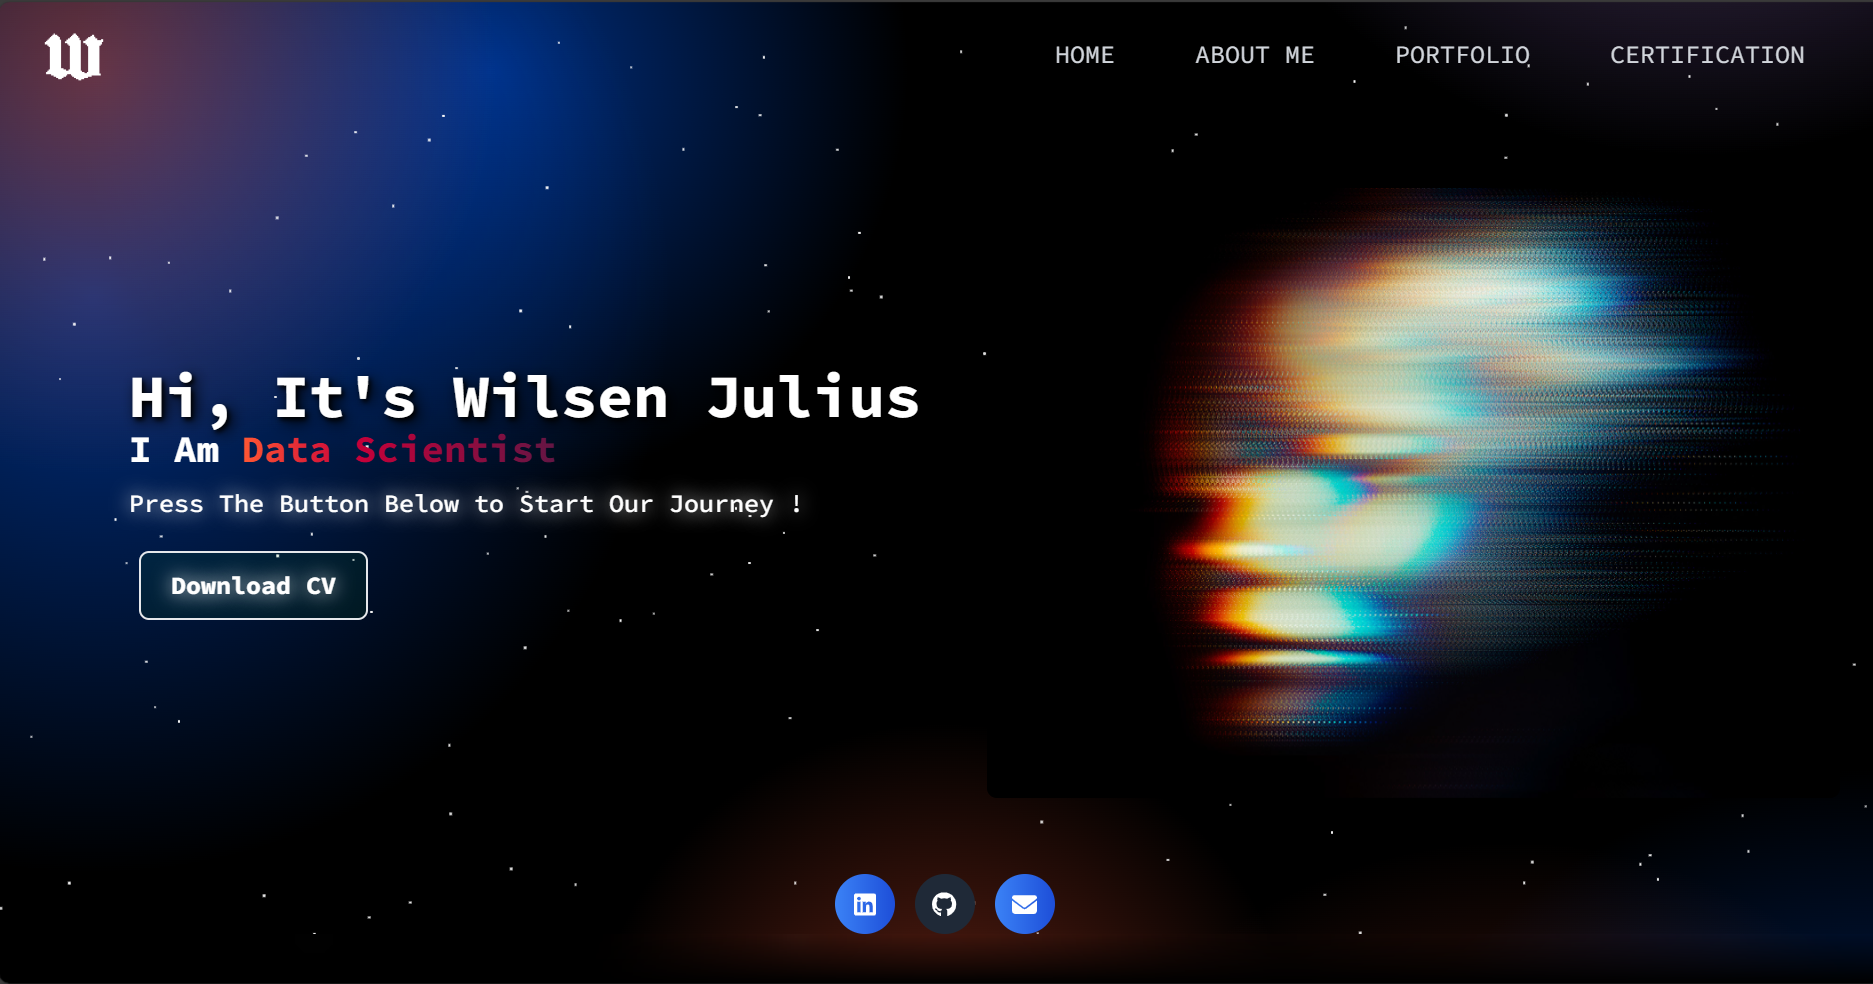 W
HOME ABOUT ME PORTFOLIO CERTIFICATION
Hi, It's Wilsen Julius
I Am Data Scientist
Press The Button Below to Start Our Journey !
Download CV
in